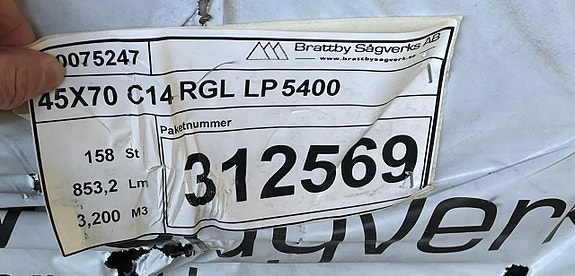 0075247
Brattby Sågverks AB
www.brattbysagverk.se
45X70 C14 RGL LP 5400
Paketnummer
158 St
853,2 Lm
3,200 M3
312569